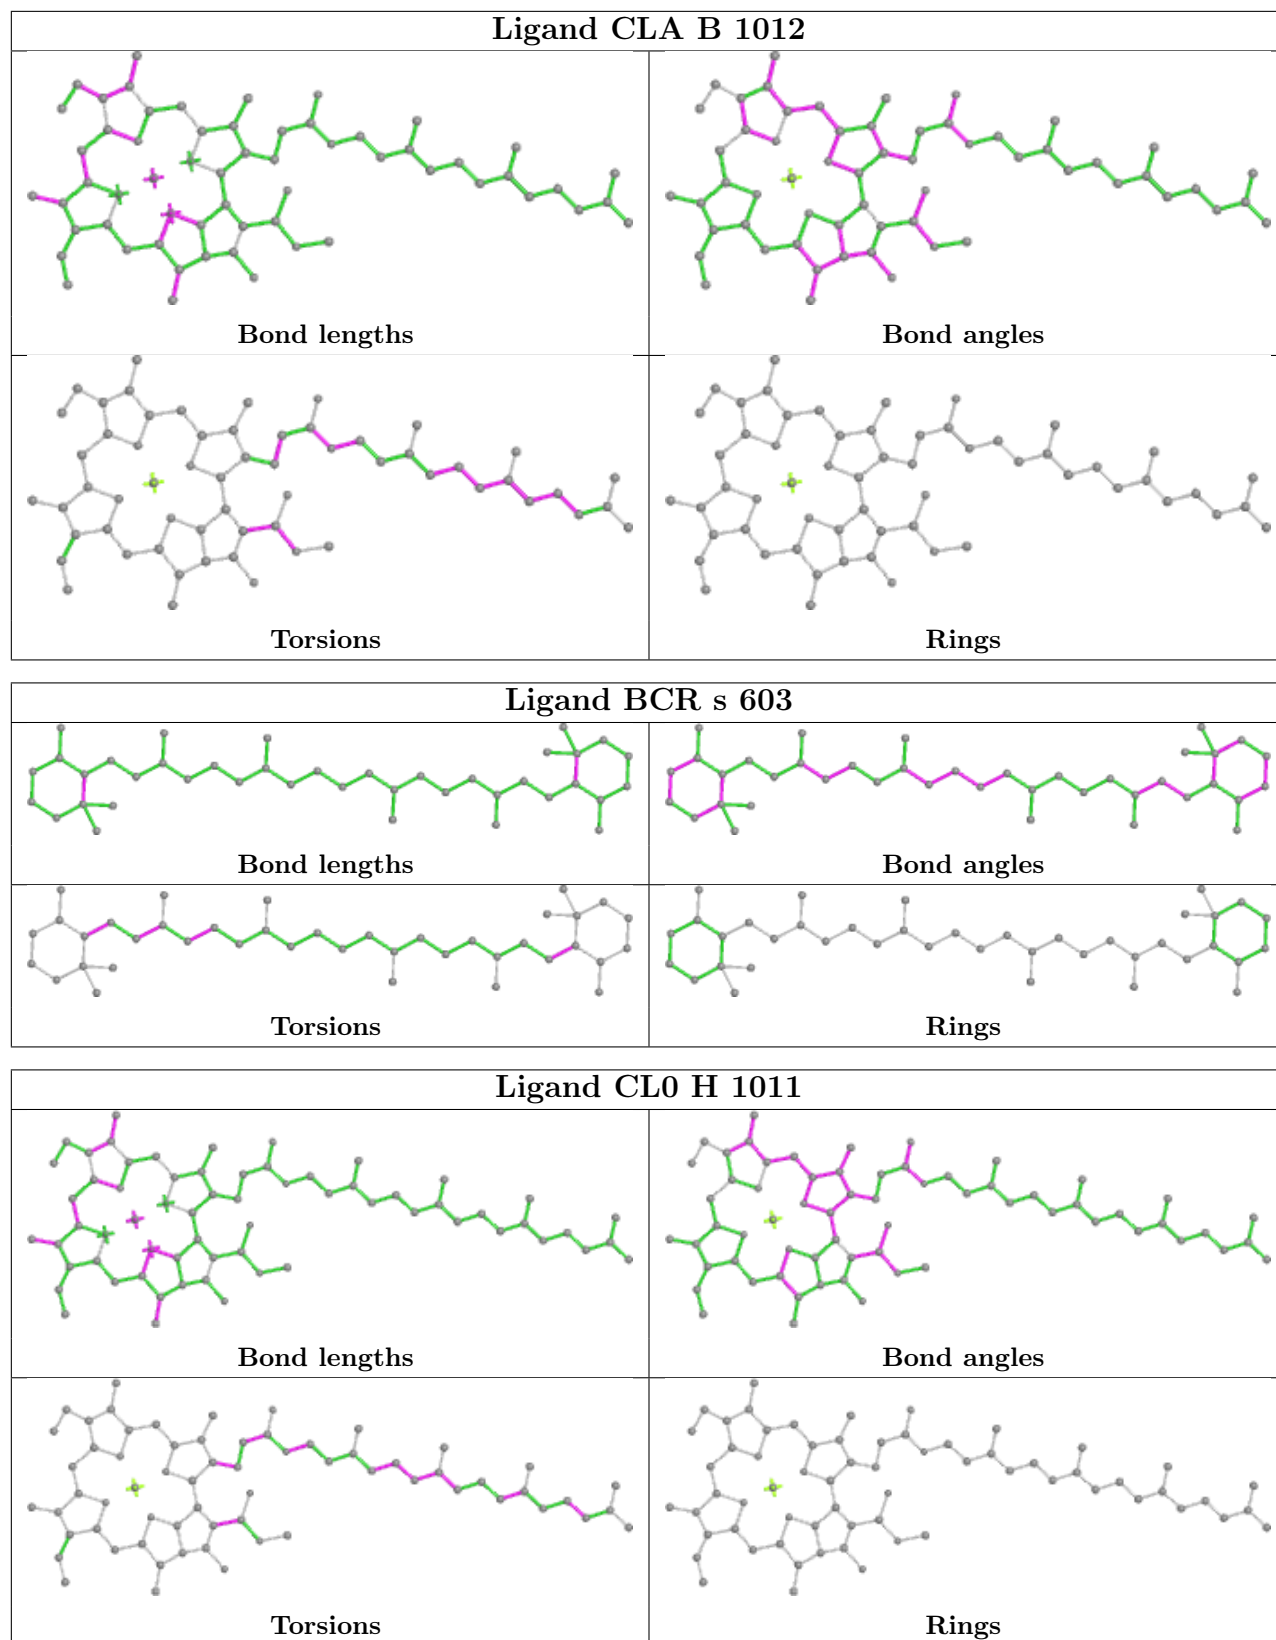 Ligand CLA B 1012
Bond lengths
Bond angles
Torsions
Rings
Ligand BCR s 603
Bond lengths
Bond angles
Torsions
Rings
Ligand CL0 H 1011
Bond lengths
Bond angles
Torsions
Rings